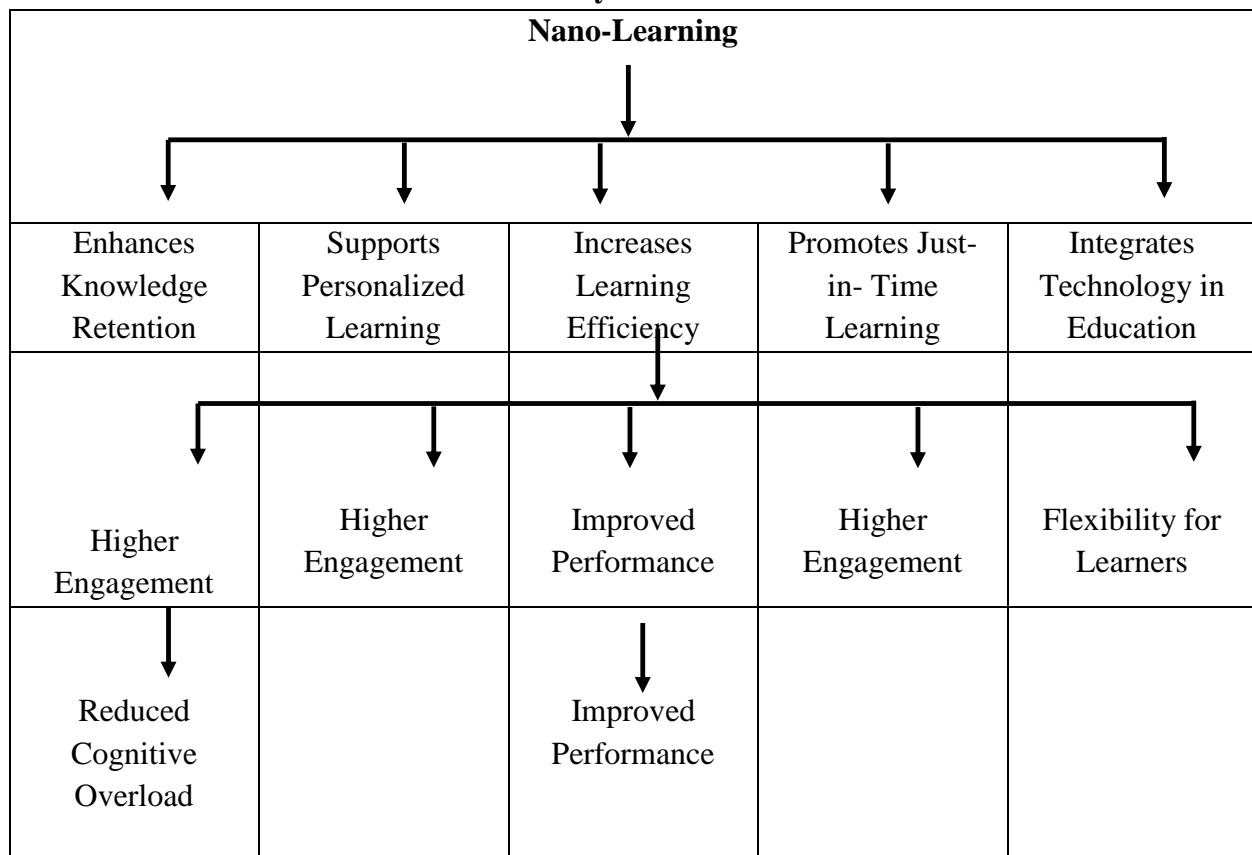 Nano-Learning
Enhances
Knowledge
Retention
Supports
Personalized
Learning
Increases
Learning
Efficiency
Promotes Just-
in- Time
Learning
Integrates
Technology in
Education
Higher
Engagement
Higher
Engagement
Improved
Performance
Higher
Engagement
Flexibility for
Learners
Reduced
Cognitive
Overload
Improved
Performance